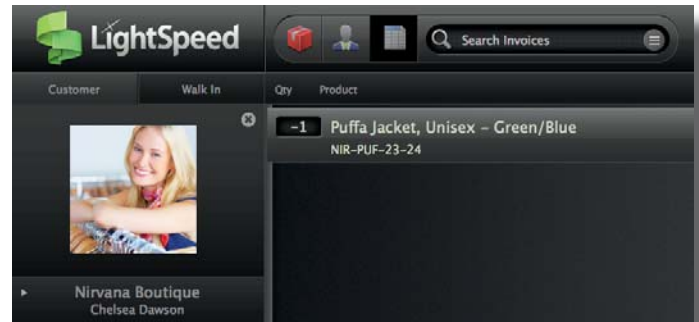 LightSpeed
Search Invoices
Customer
Walk In
Qty
Product
-1
Puffa Jacket, Unisex – Green/Blue
NIR-PUF-23-24
Nirvana Boutique
Chelsea Dawson